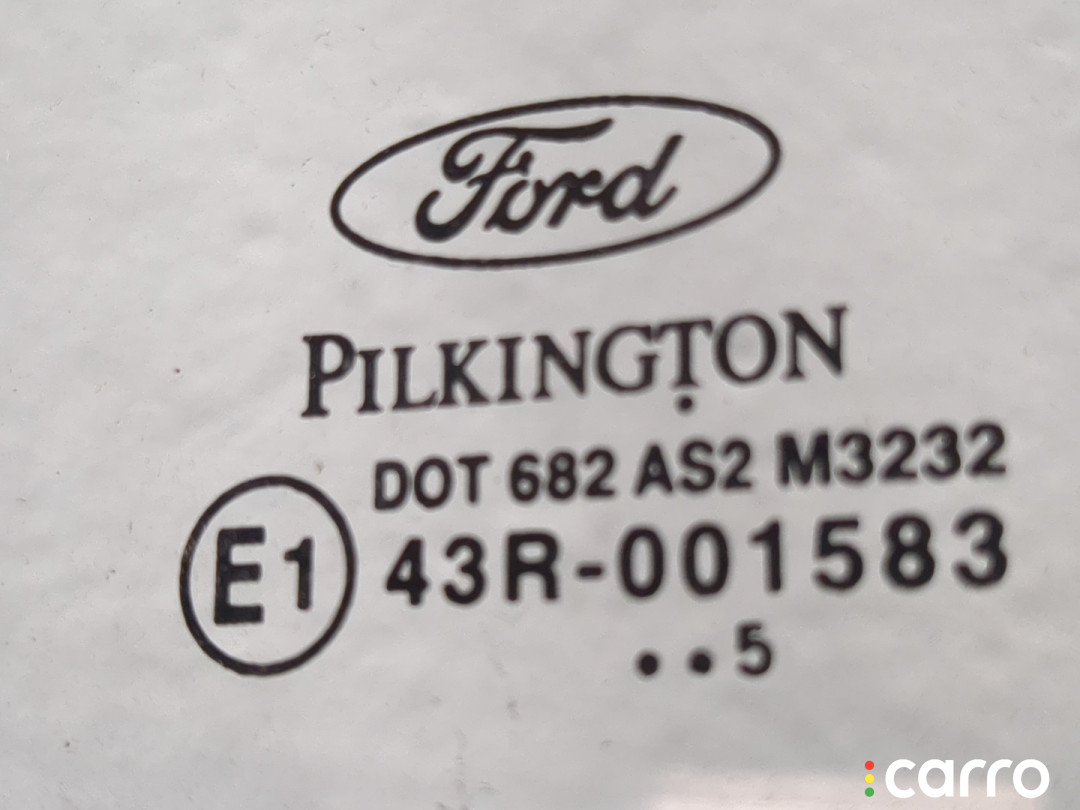 Ford
PILKINGTON
DOT 682 AS2 M3232
E1 43R-001583
..5
carro